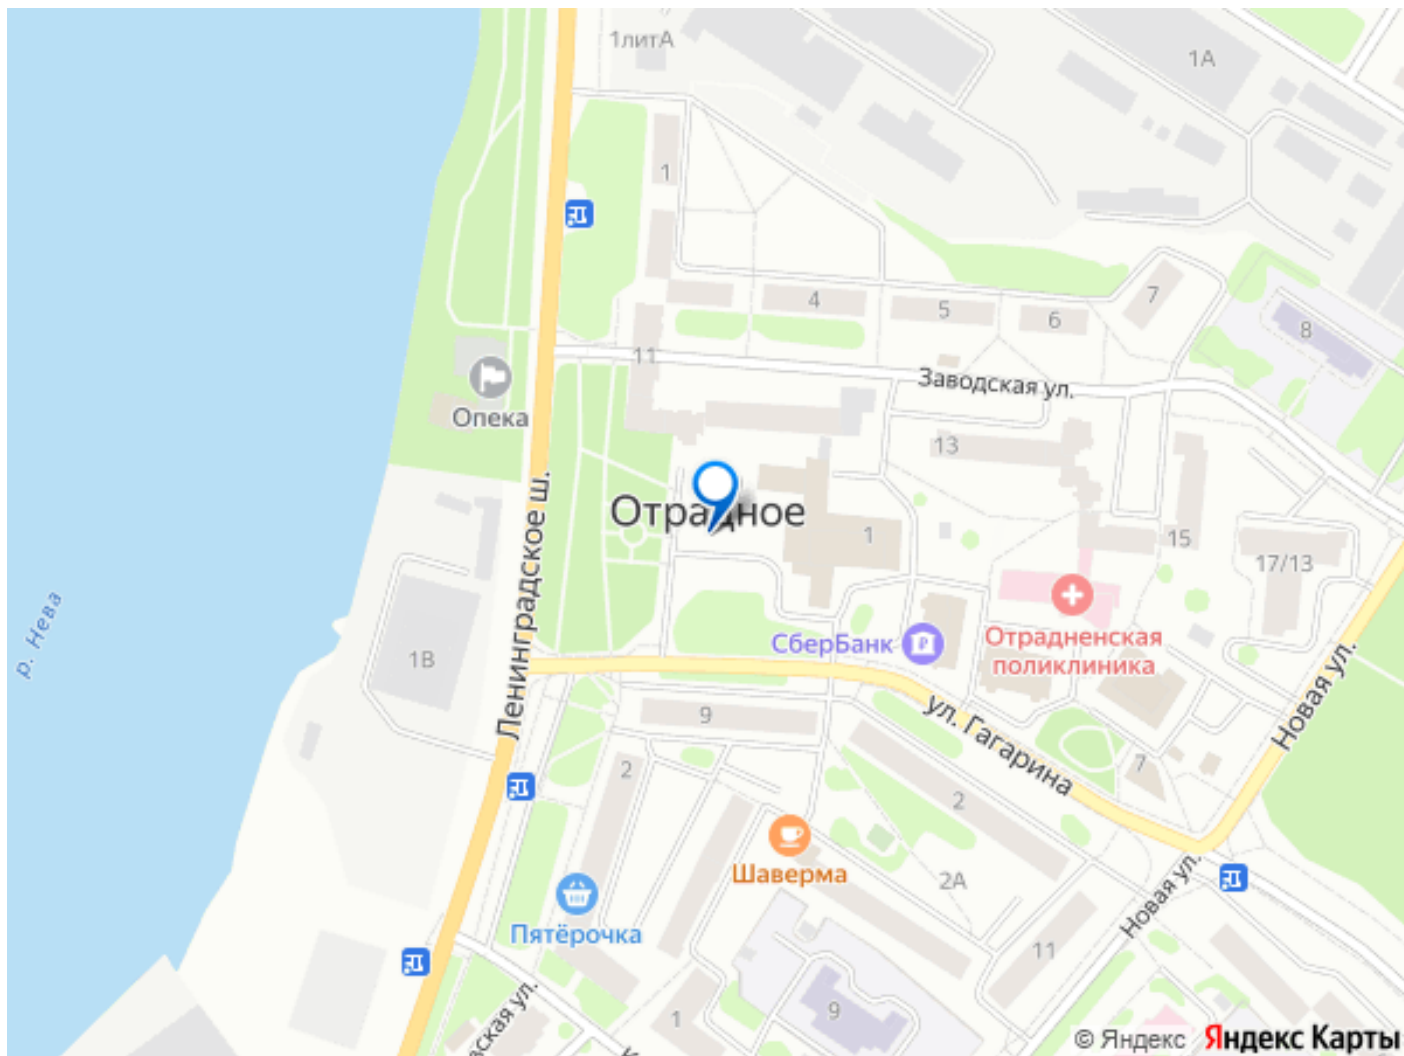 1литА
1А
1
7
4
5
6
8
11
Заводская ул.
Опека
13
Ленинградское ш.
Отрадное
1
15
17/13
р. Нева
СберБанк
Отрадненская
поликлиника
1В
ул. Гагарина
Новая ул.
9
2
7
2
Шаверма
2А
Новая ул.
Пятёрочка
11
9
1
© Яндекс Яндекс Карты